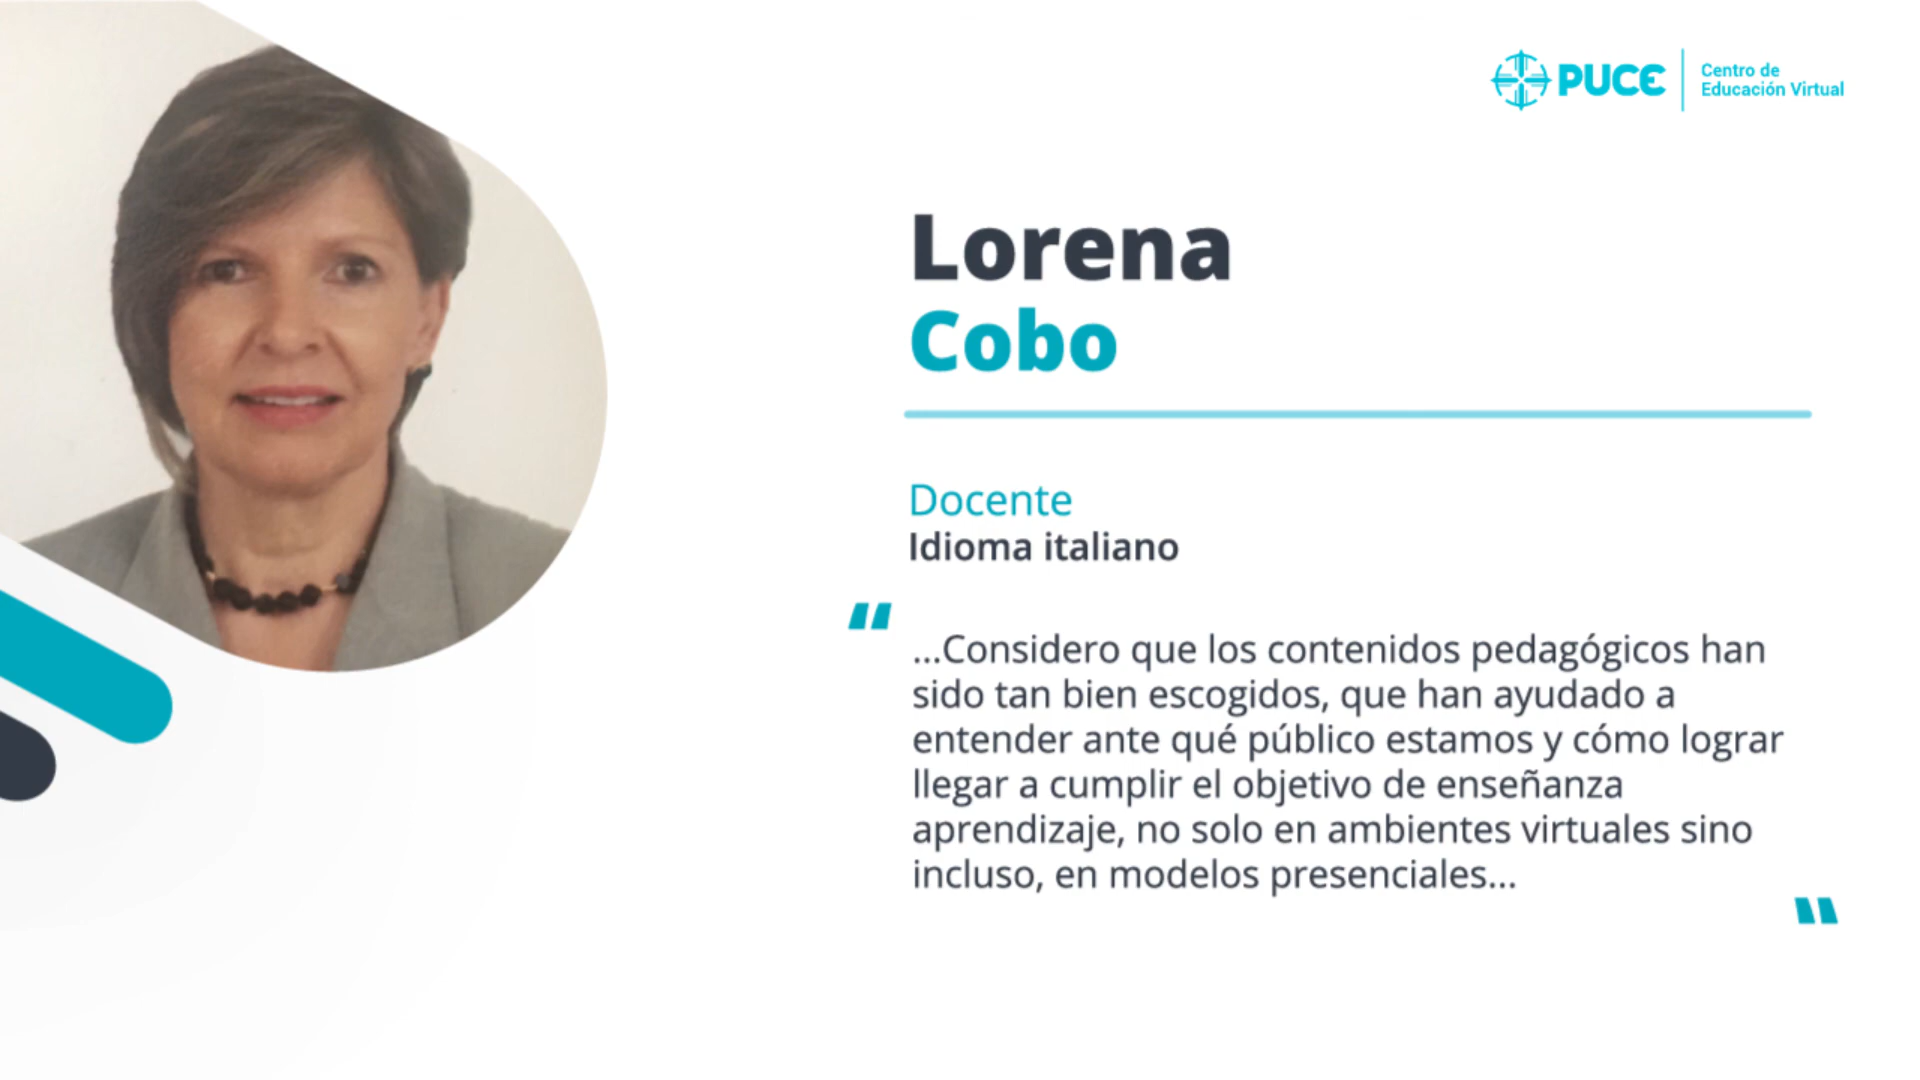 PUCE
Centro de
Educación Virtual
Lorena
Cobo
Docente
Idioma italiano
“
...Considero que los contenidos pedagógicos han
sido tan bien escogidos, que han ayudado a
entender ante qué público estamos y cómo lograr
llegar a cumplir el objetivo de enseñanza
aprendizaje, no solo en ambientes virtuales sino
incluso, en modelos presenciales...
”